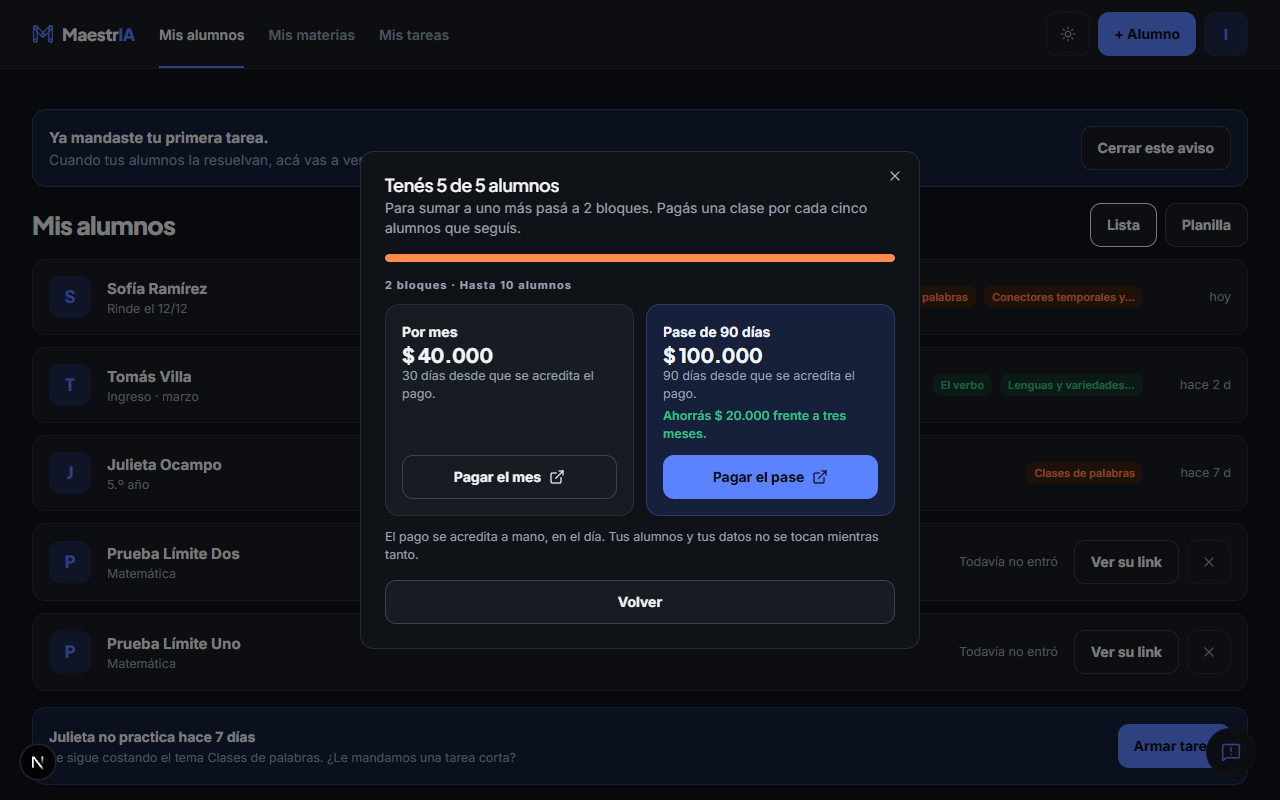 MaestrIA
Mis alumnos
Mis materias
Mis tareas
+ Alumno
I
Ya mandaste tu primera tarea.
Cuando tus alumnos la resuelvan, acá vas a ver
Cerrar este aviso
Mis alumnos
Lista
Planilla
S
Sofía Ramírez
Rinde el 12/12
palabras
Conectores temporales y...
hoy
T
Tomás Villa
Ingreso · marzo
El verbo
Lenguas y variedades...
hace 2 d
J
Julieta Ocampo
5.º año
Clases de palabras
hace 7 d
P
Prueba Límite Dos
Matemática
Todavía no entró
Ver su link
P
Prueba Límite Uno
Matemática
Todavía no entró
Ver su link
Julieta no practica hace 7 días
e sigue costando el tema Clases de palabras. ¿Le mandamos una tarea corta?
Armar tare
N
Tenés 5 de 5 alumnos
Para sumar a uno más pasá a 2 bloques. Pagás una clase por cada cinco
alumnos que seguís.
2 bloques · Hasta 10 alumnos
Por mes
$ 40.000
30 días desde que se acredita el
pago.
Pagar el mes
Pase de 90 días
$ 100.000
90 días desde que se acredita el
pago.
Ahorrás $ 20.000 frente a tres
meses.
Pagar el pase
El pago se acredita a mano, en el día. Tus alumnos y tus datos no se tocan mientras
tanto.
Volver